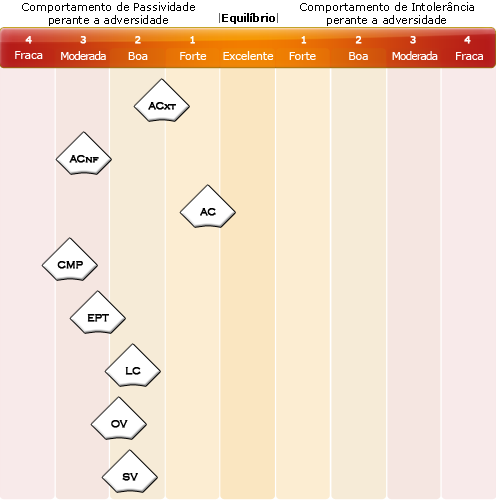 Comportamento de Passividade
perante a adversidade
|Equilíbrio|
Comportamento de Intolerância
perante a adversidade
4 3 2 1 1 2 3 4
Fraca Moderada Boa Forte Excelente Forte Boa Moderada Fraca
ACXT
ACNF
AC
CMP
EPT
LC
OV
SV